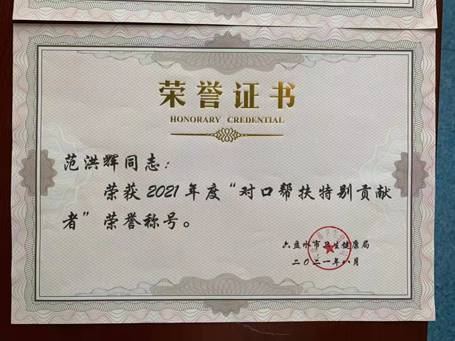 荣誉证书
HONORARY CREDENTIAL
范洪辉同志：
荣获2021年度“对口帮扶特别贡献
者”荣誉称号。
六盘水市卫生健康局
二〇二一年八月